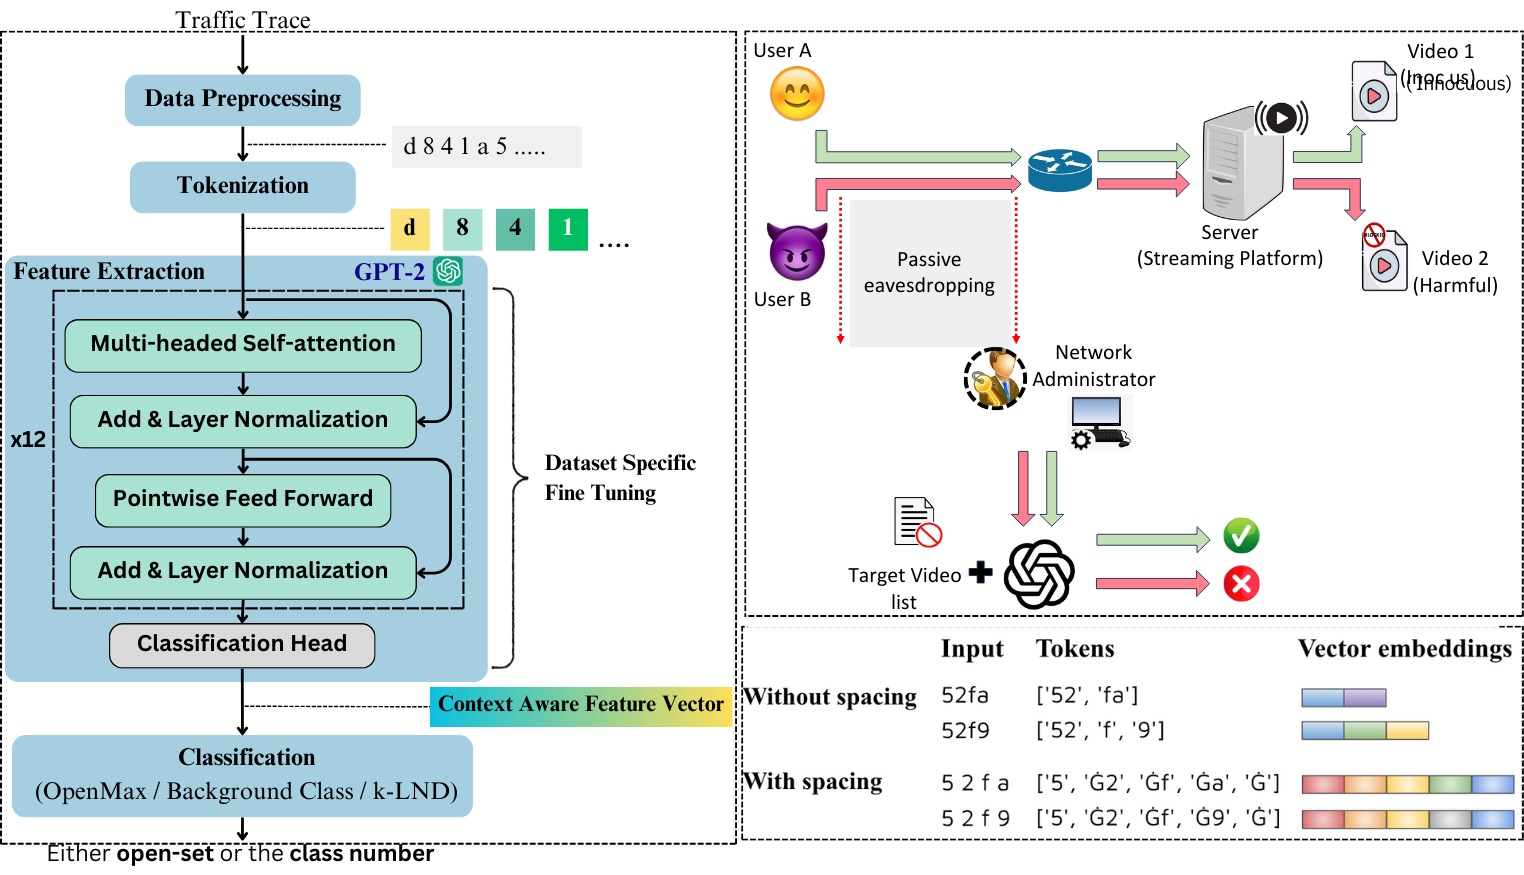 Traffic Trace
Data Preprocessing
d 8 4 1 a 5 .....
Tokenization
d 8 4 1 ....
Feature Extraction
GPT-2
Multi-headed Self-attention
Add & Layer Normalization
x12
Pointwise Feed Forward
Add & Layer Normalization
Classification Head
Dataset Specific
Fine Tuning
Context Aware Feature Vector
Classification
(OpenMax / Background Class / k-LND)
Either open-set or the class number
User A
User B
Passive
eavesdropping
Server
(Streaming Platform)
Video 1
(Innocuous)
BLOCKED
Video 2
(Harmful)
Network
Administrator
Target Video
list
Input Tokens Vector embeddings
Without spacing 52fa ['52', 'fa']
52f9 ['52', 'f', '9']
With spacing 5 2 f a ['5', 'Ġ2', 'Ġf', 'Ġa', 'Ġ']
5 2 f 9 ['5', 'Ġ2', 'Ġf', 'Ġ9', 'Ġ']